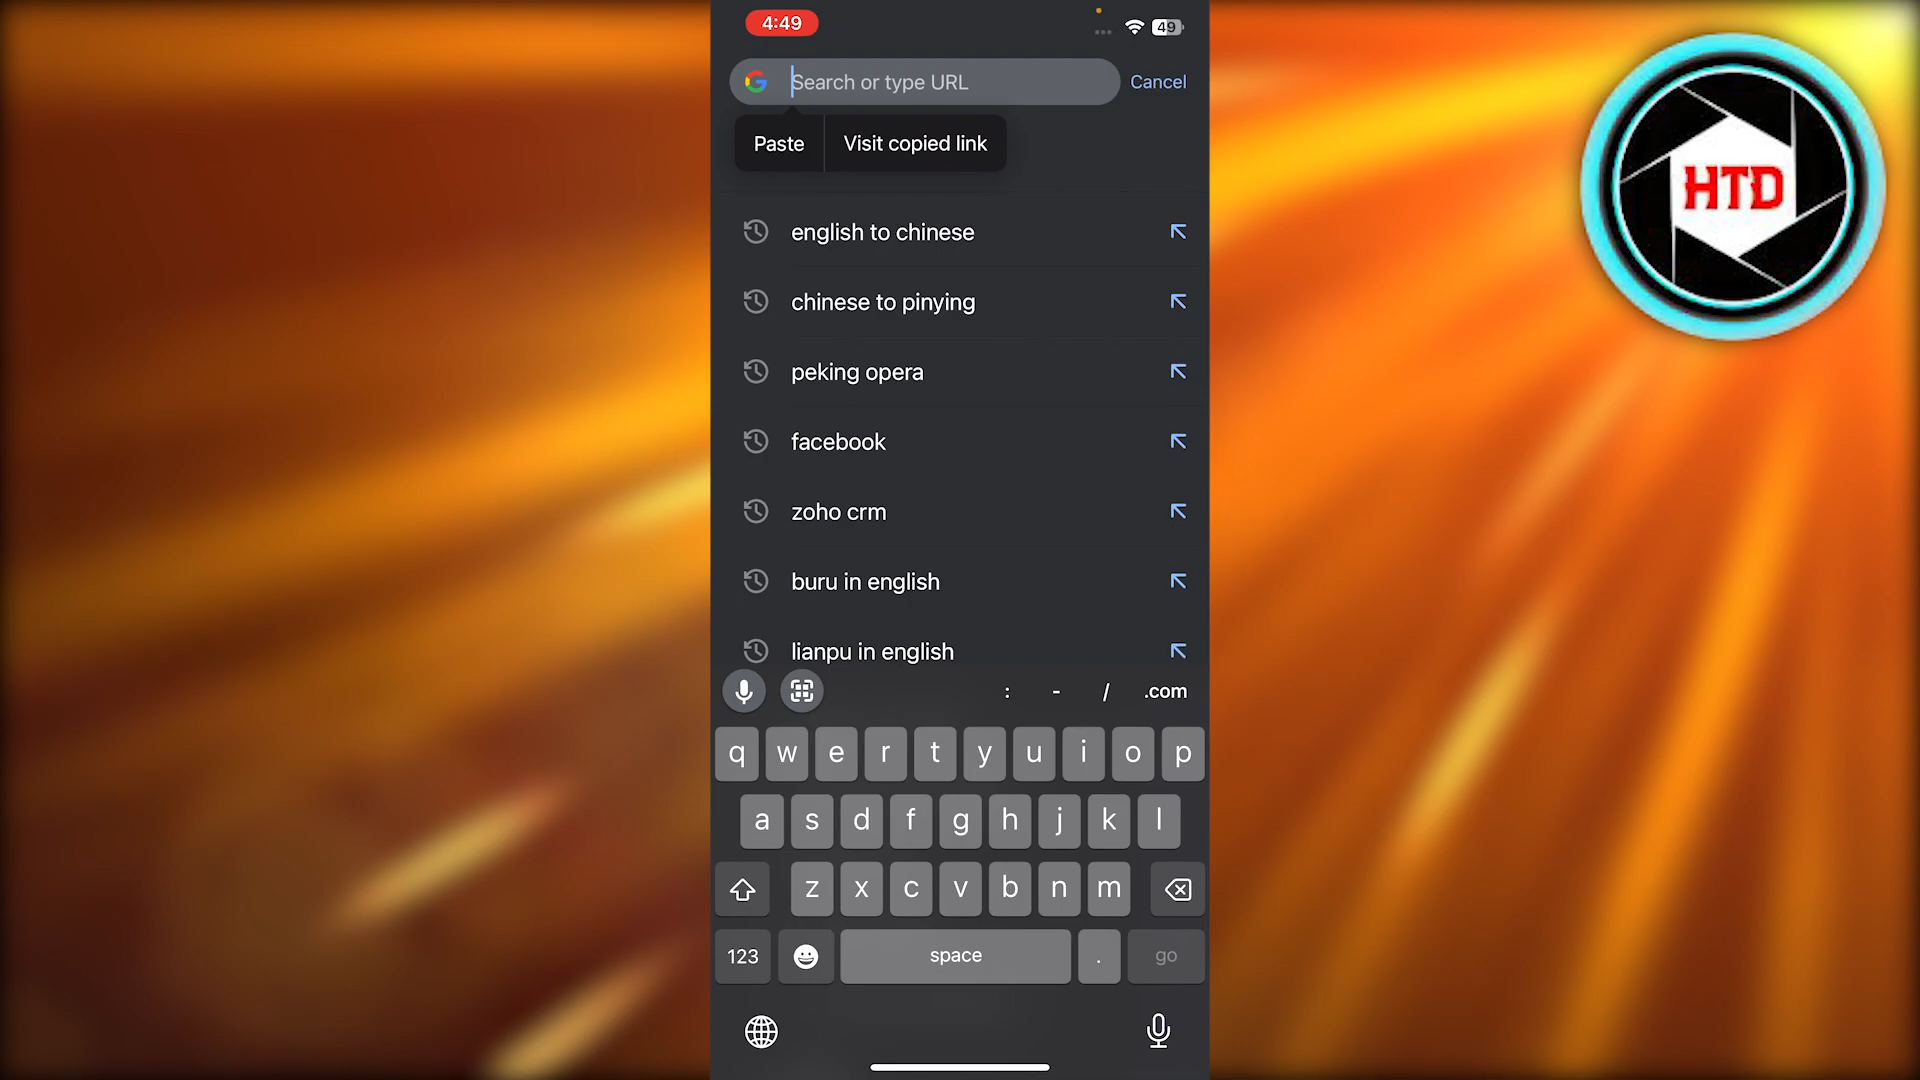 4:49
49
Search or type URL
Cancel
Paste
Visit copied link
HTD
english to chinese
chinese to pinying
peking opera
facebook
zoho crm
buru in english
lianpu in english
: - / .com
q w e r t y u i o p
a s d f g h j k l
z x c v b n m
123 space . go